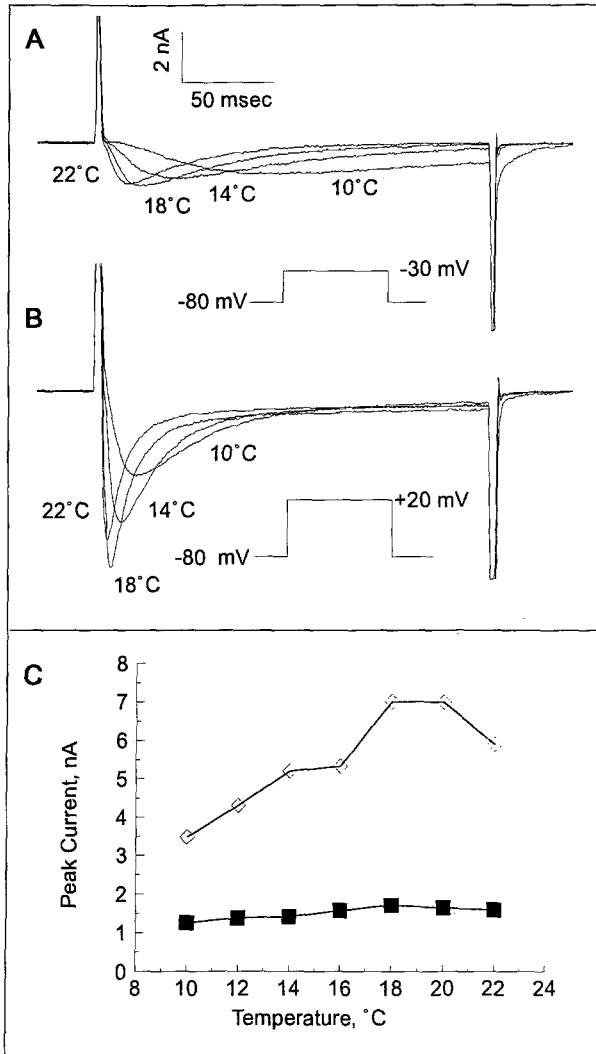 A
2 nA
50 msec
22˚C
18˚C
14˚C
10˚C
-30 mV
-80 mV
B
10˚C
22˚C
14˚C
+20 mV
18˚C
-80 mV
C
8
7
6
5
4
3
2
1
0
Peak Current, nA
8 10 12 14 16 18 20 22 24
Temperature, ˚C